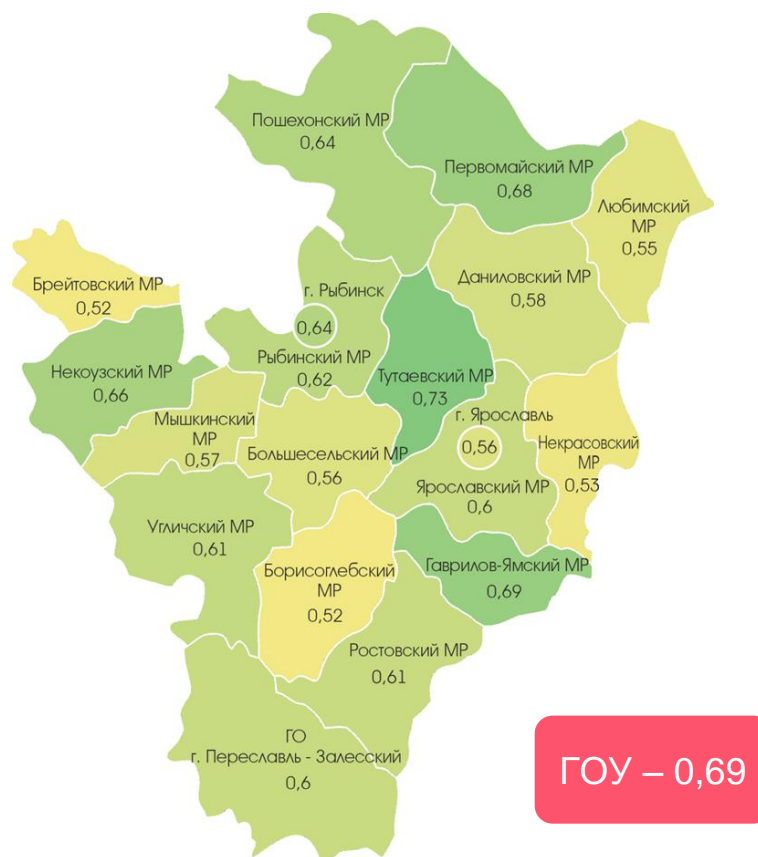 Пошехонский МР
0,64
Первомайский МР
0,68
Любимский
МР
0,55
Брейтовский МР
0,52
Даниловский МР
0,58
г. Рыбинск
0,64
Рыбинский МР
0,62
Некоузский МР
0,66
Тутаевский МР
0,73
Мышкинский
МР
0,57
г. Ярославль
0,56
Некрасовский
МР
0,53
Большесельский МР
0,56
Ярославский МР
0,6
Угличский МР
0,61
Борисоглебский
МР
0,52
Гаврилов-Ямский МР
0,69
Ростовский МР
0,61
ГО
г. Переславль - Залесский
0,6
ГОУ – 0,69